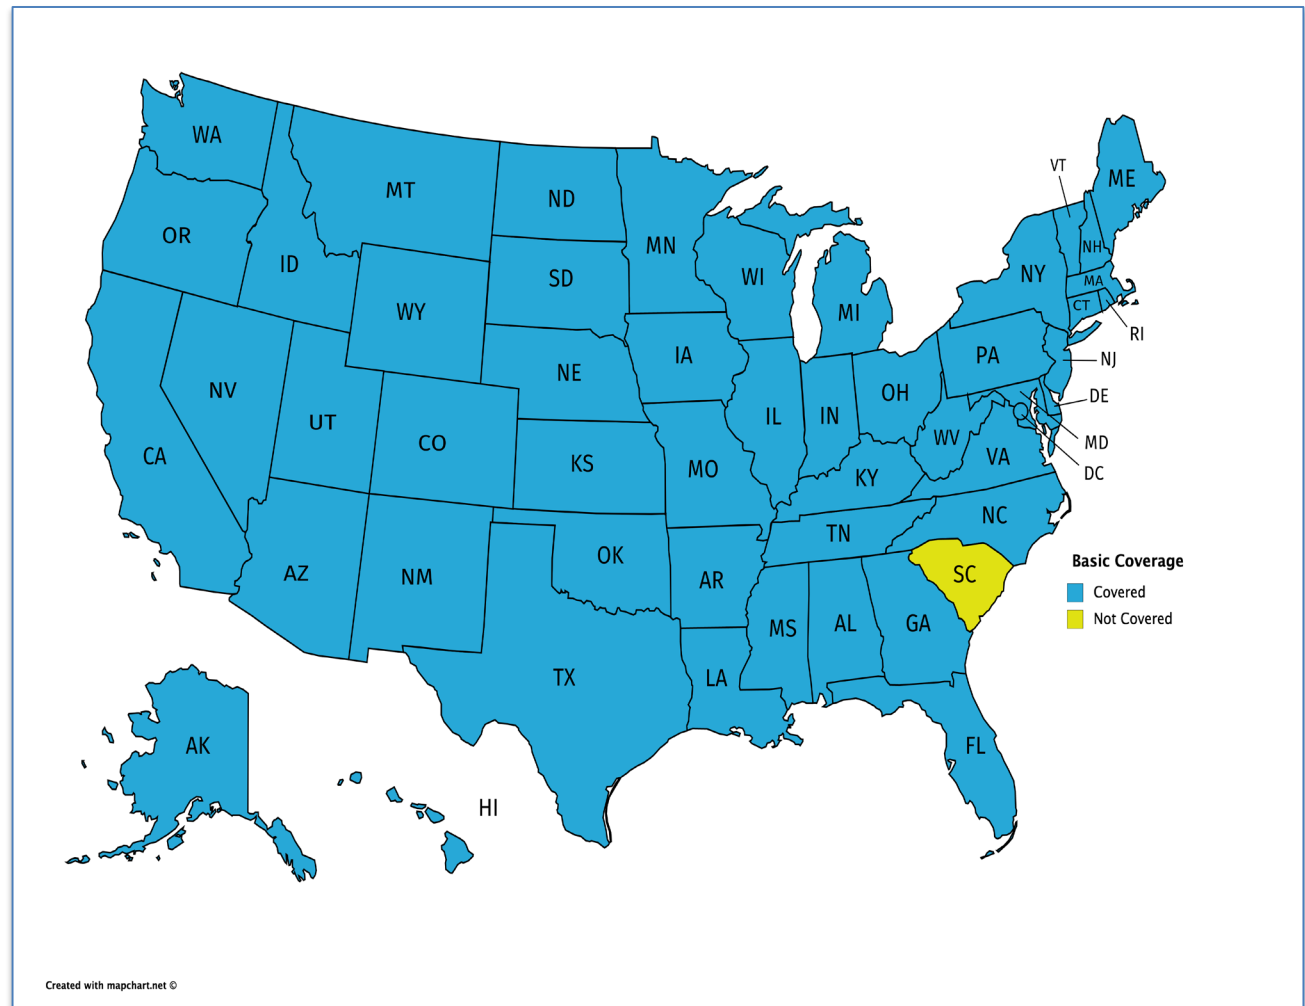 WA
VT
ME
MT
ND
OR
MN
NH
ID
SD
WI
NY
MA
WY
CT
MI
RI
IA
PA
NJ
NE
NV
OH
DE
UT
IL
IN
CO
WV
MD
CA
KS
MO
VA
DC
KY
NC
TN
OK
AZ
NM
AR
SC
Basic Coverage
Covered
Not Covered
MS
AL
GA
TX
LA
AK
FL
HI
Created with mapchart.net ©